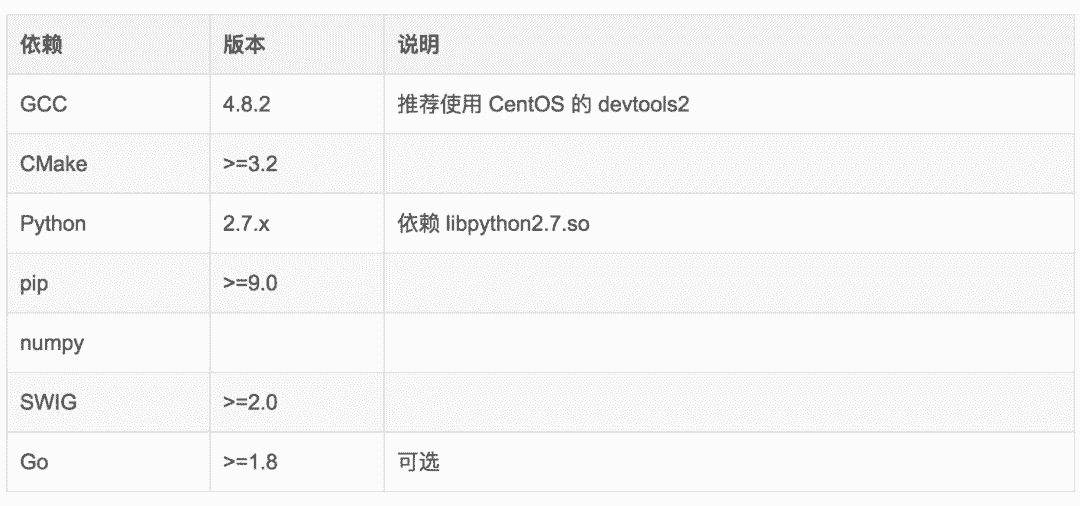 依赖 版本 说明
GCC 4.8.2 推荐使用 CentOS 的 devtools2
CMake >=3.2
Python 2.7.x 依赖 libpython2.7.so
pip >=9.0
numpy
SWIG >=2.0
Go >=1.8 可选